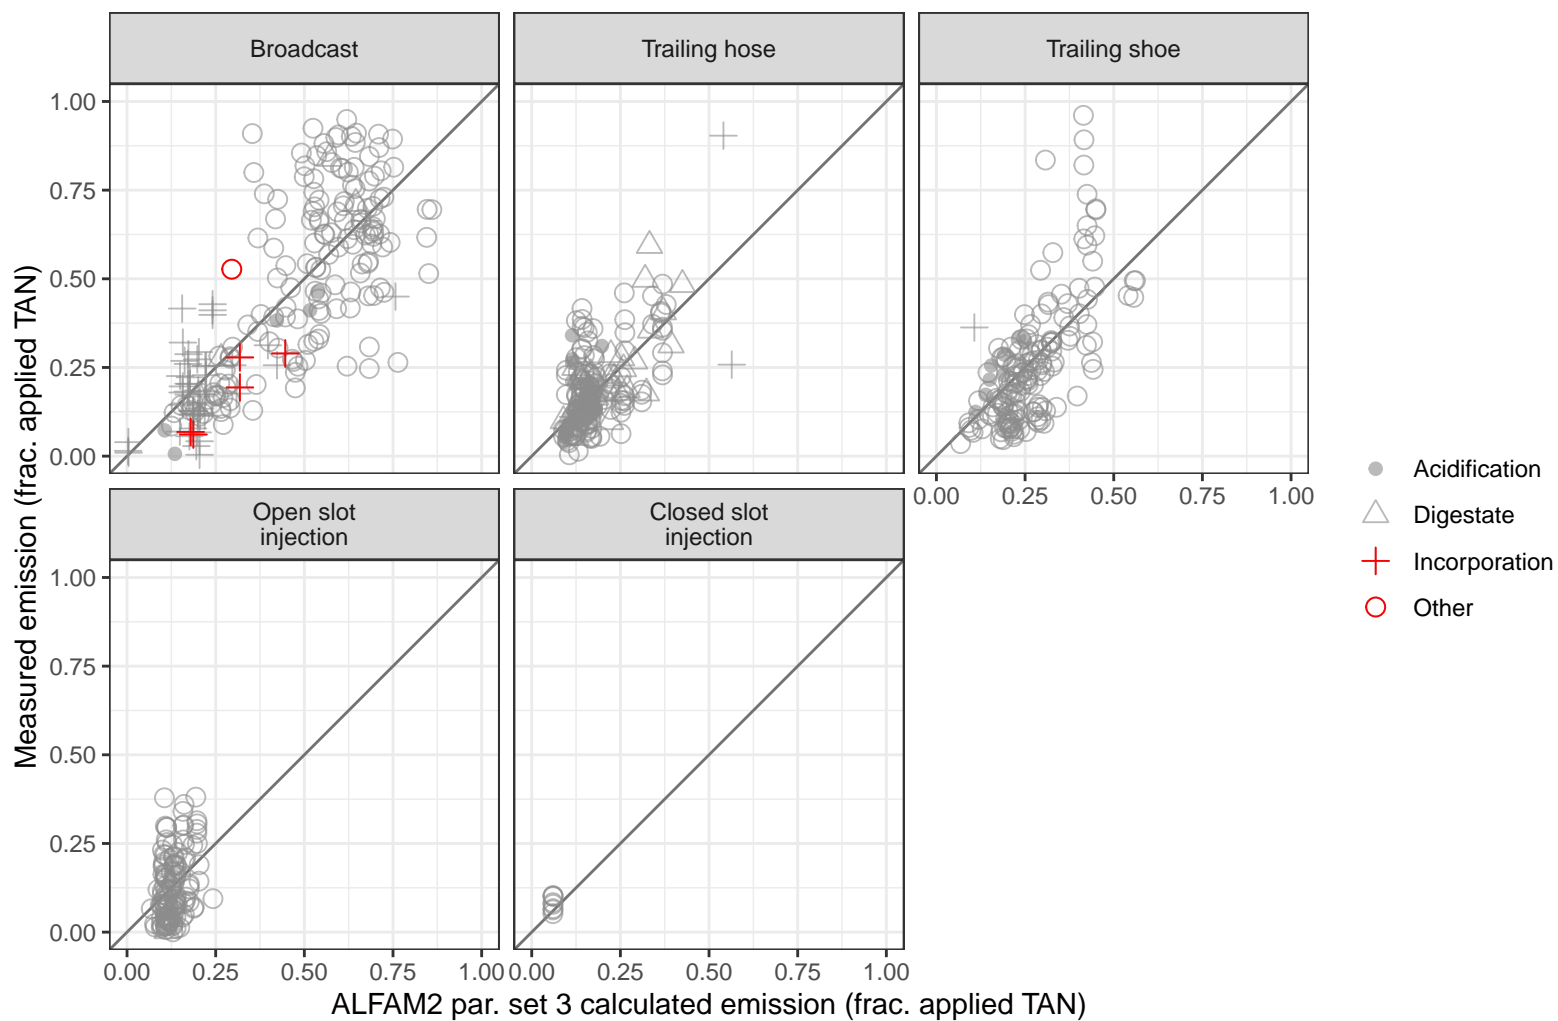 Broadcast
Trailing hose
Trailing shoe
1.00
0.75
0.50
0.25
0.00
0.00 0.25 0.50 0.75 1.00
Open slot
injection
Closed slot
injection
1.00
0.75
0.50
0.25
0.00
0.00 0.25 0.50 0.75 1.00
0.00 0.25 0.50 0.75 1.00
Measured emission (frac. applied TAN)
ALFAM2 par. set 3 calculated emission (frac. applied TAN)
Acidification
Digestate
Incorporation
Other